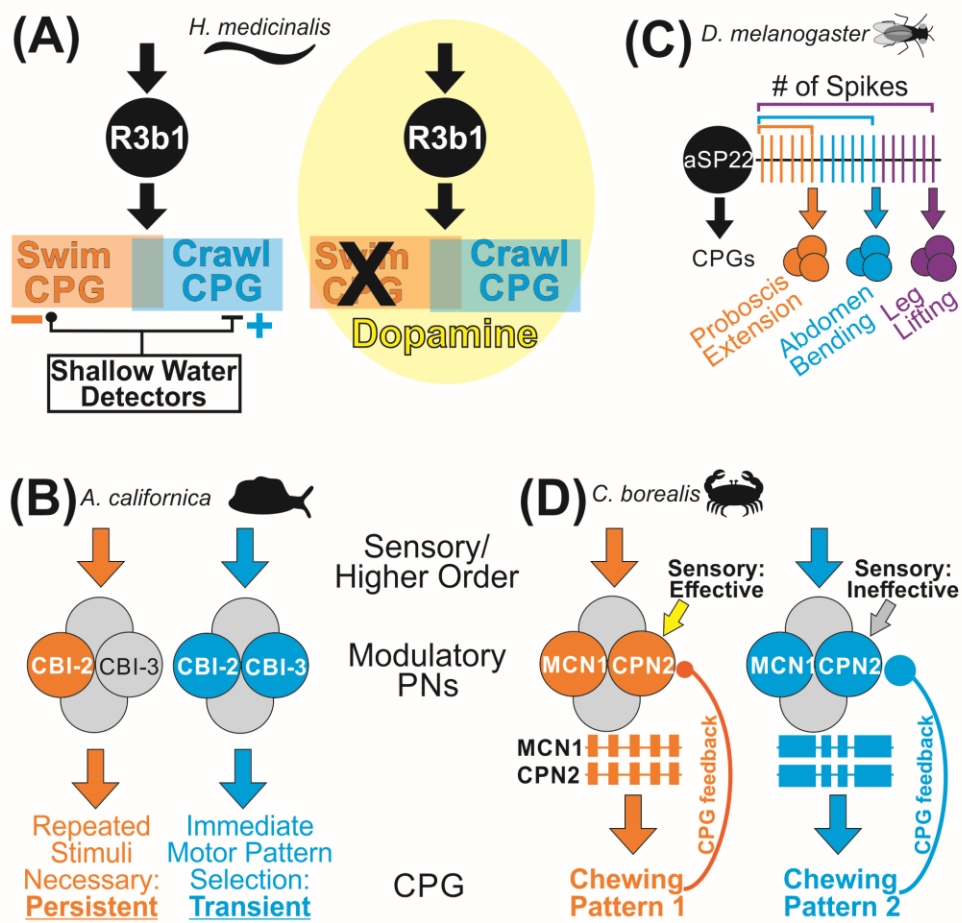 (A)
H. medicinalis
R3b1
Swim
CPG
Crawl
CPG
−
+
Shallow Water
Detectors
R3b1
Swim
CPG
X
Crawl
CPG
Dopamine
(C)
D. melanogaster
# of Spikes
aSP22
CPGs
Proboscis
Extension
Abdomen
Bending
Leg
Lifting
(B)
A. californica
CBI-2
CBI-3
CBI-2
CBI-3
Repeated
Stimuli
Necessary:
Persistent
Immediate
Motor Pattern
Selection:
Transient
Sensory/
Higher Order
Modulatory
PNs
CPG
(D)
C. borealis
Sensory:
Effective
MCN1
CPN2
MCN1
CPN2
CPG feedback
Chewing
Pattern 1
Sensory:
Ineffective
MCN1
CPN2
CPG feedback
Chewing
Pattern 2